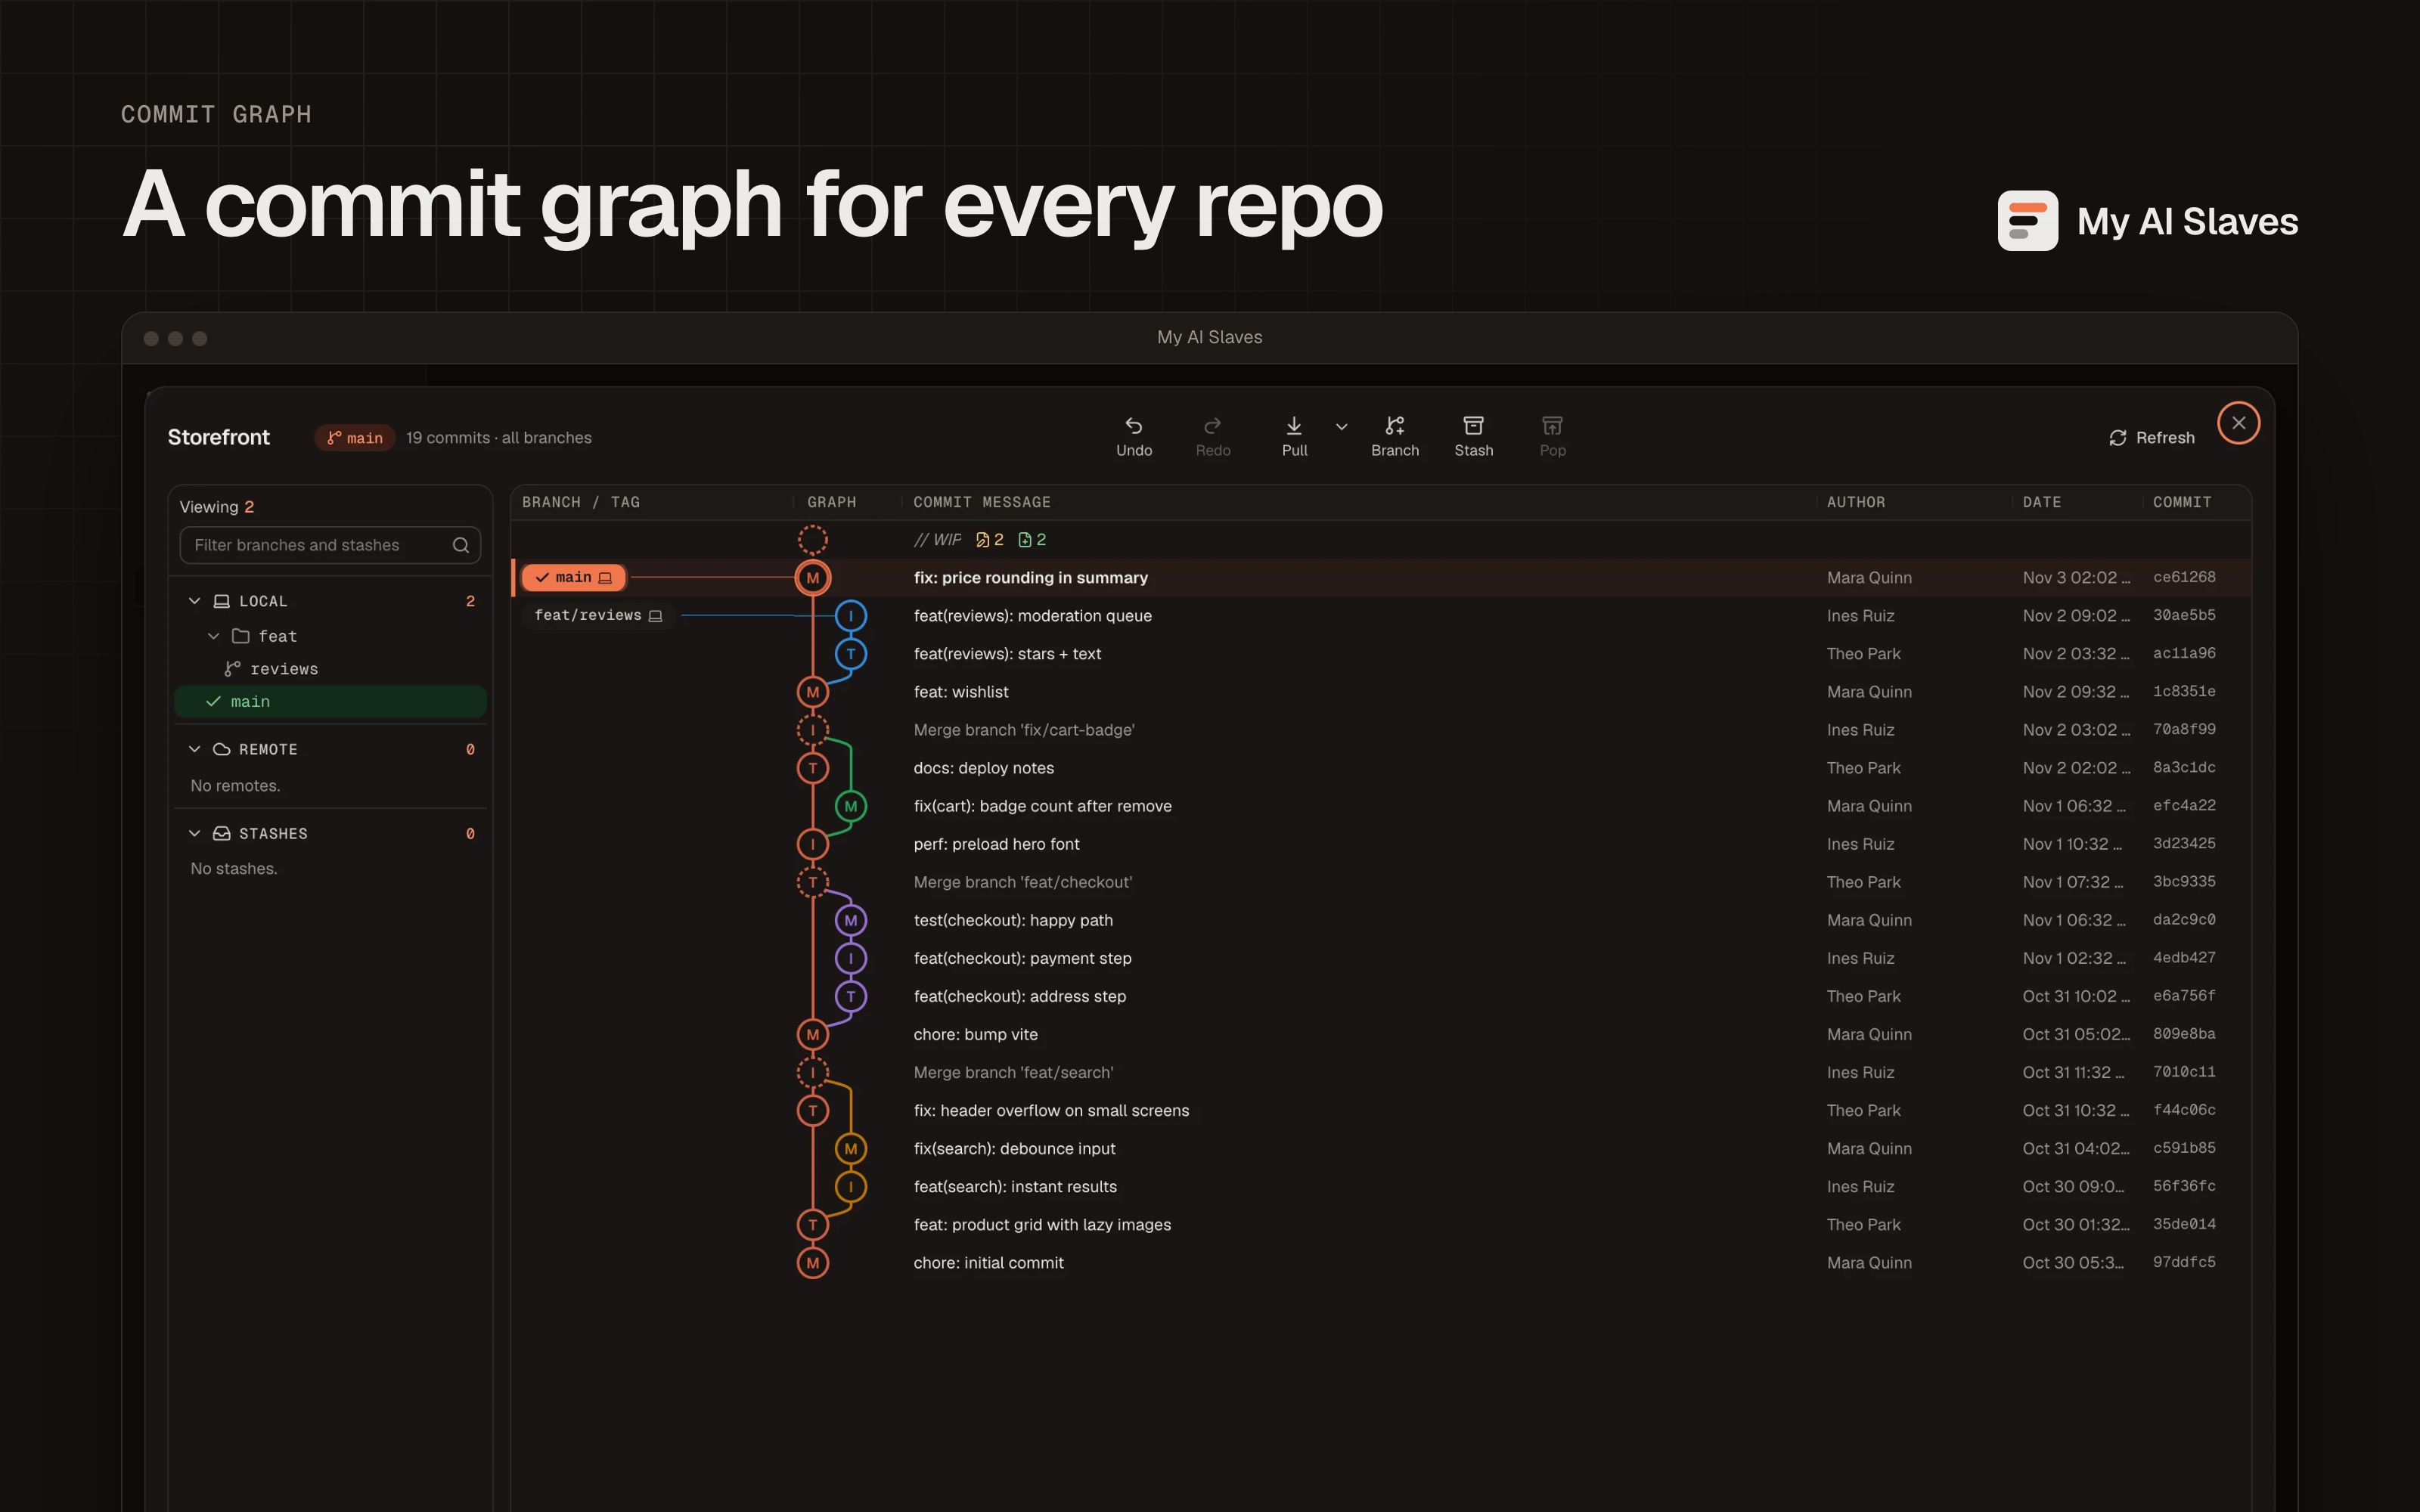 COMMIT GRAPH
A commit graph for every repo
My AI Slaves
My AI Slaves
Storefront
main
19 commits · all branches
Undo
Redo
Pull
Branch
Stash
Pop
Refresh
Viewing 2
Filter branches and stashes
LOCAL 2
feat
reviews
main
REMOTE 0
No remotes.
STASHES 0
No stashes.
BRANCH / TAG GRAPH COMMIT MESSAGE AUTHOR DATE COMMIT
// WIP 2 2
main M fix: price rounding in summary Mara Quinn Nov 3 02:02 … ce61268
feat/reviews I feat(reviews): moderation queue Ines Ruiz Nov 2 09:02 … 30ae5b5
T feat(reviews): stars + text Theo Park Nov 2 03:32 … ac11a96
M feat: wishlist Mara Quinn Nov 2 09:32 … 1c8351e
I Merge branch 'fix/cart-badge' Ines Ruiz Nov 2 03:02 … 70a8f99
T docs: deploy notes Theo Park Nov 2 02:02 … 8a3c1dc
M fix(cart): badge count after remove Mara Quinn Nov 1 06:32 … efc4a22
I perf: preload hero font Ines Ruiz Nov 1 10:32 … 3d23425
T Merge branch 'feat/checkout' Theo Park Nov 1 07:32 … 3bc9335
M test(checkout): happy path Mara Quinn Nov 1 06:32 … da2c9c0
I feat(checkout): payment step Ines Ruiz Nov 1 02:32 … 4edb427
T feat(checkout): address step Theo Park Oct 31 10:02 … e6a756f
M chore: bump vite Mara Quinn Oct 31 05:02… 809e8ba
I Merge branch 'feat/search' Ines Ruiz Oct 31 11:32 … 7010c11
T fix: header overflow on small screens Theo Park Oct 31 10:32 … f44c06c
M fix(search): debounce input Mara Quinn Oct 31 04:02… c591b85
I feat(search): instant results Ines Ruiz Oct 30 09:0… 56f36fc
T feat: product grid with lazy images Theo Park Oct 30 01:32… 35de014
M chore: initial commit Mara Quinn Oct 30 05:3… 97ddfc5